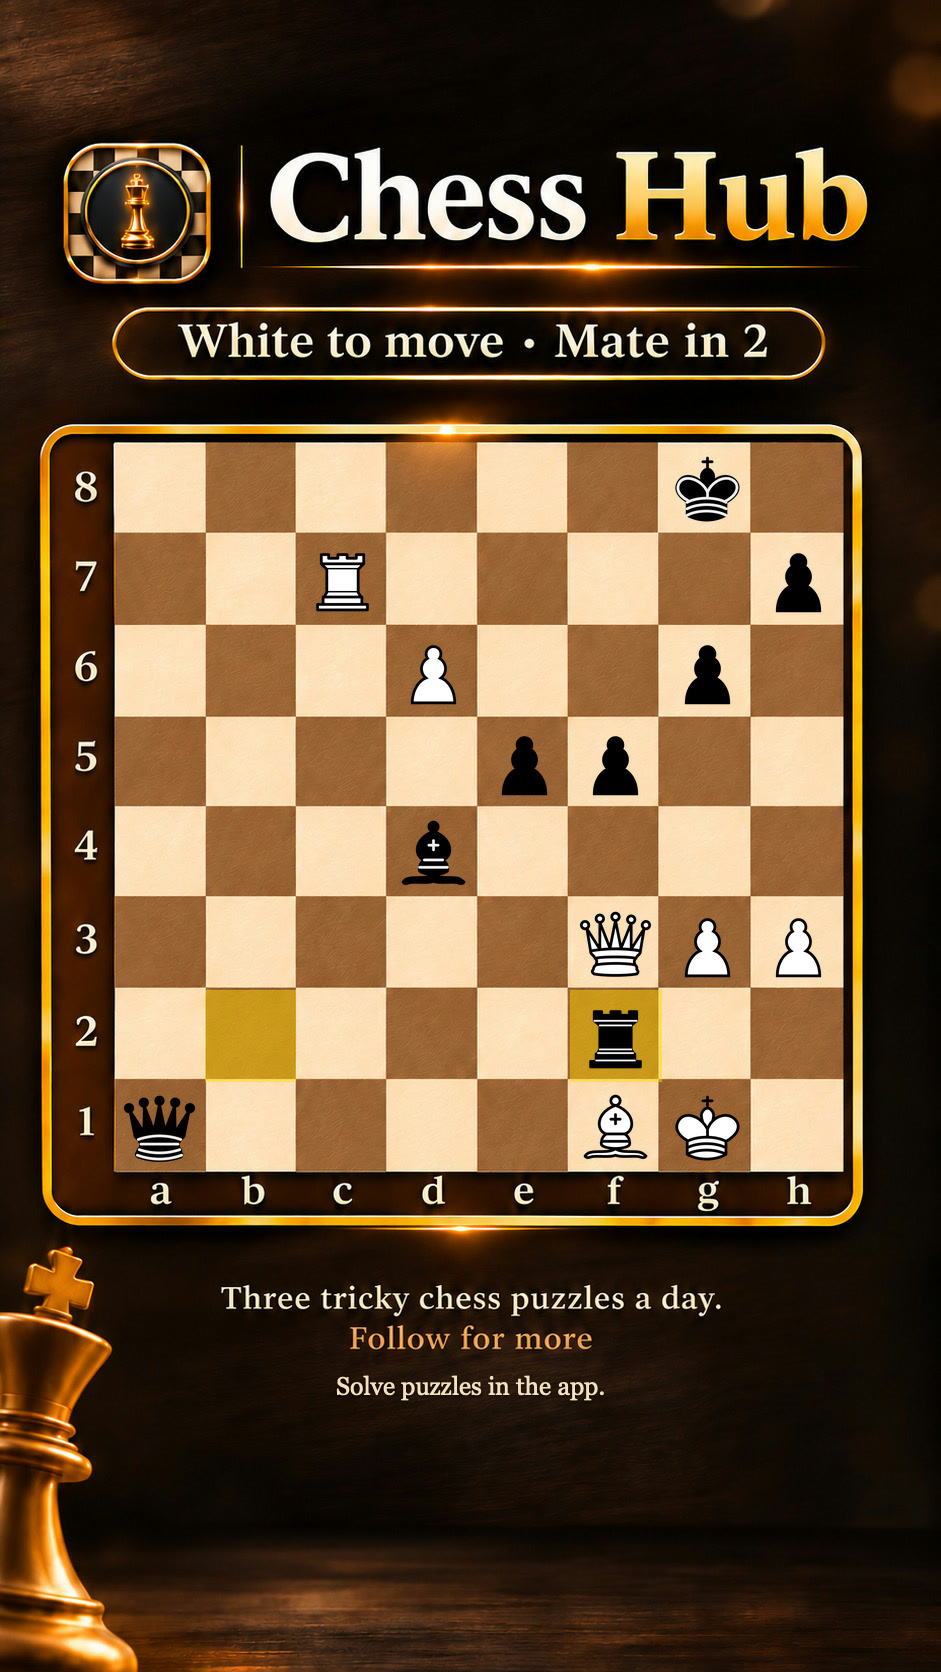 Chess Hub
White to move • Mate in 2
8
7
6
5
4
3
2
1
a b c d e f g h
Three tricky chess puzzles a day.
Follow for more
Solve puzzles in the app.